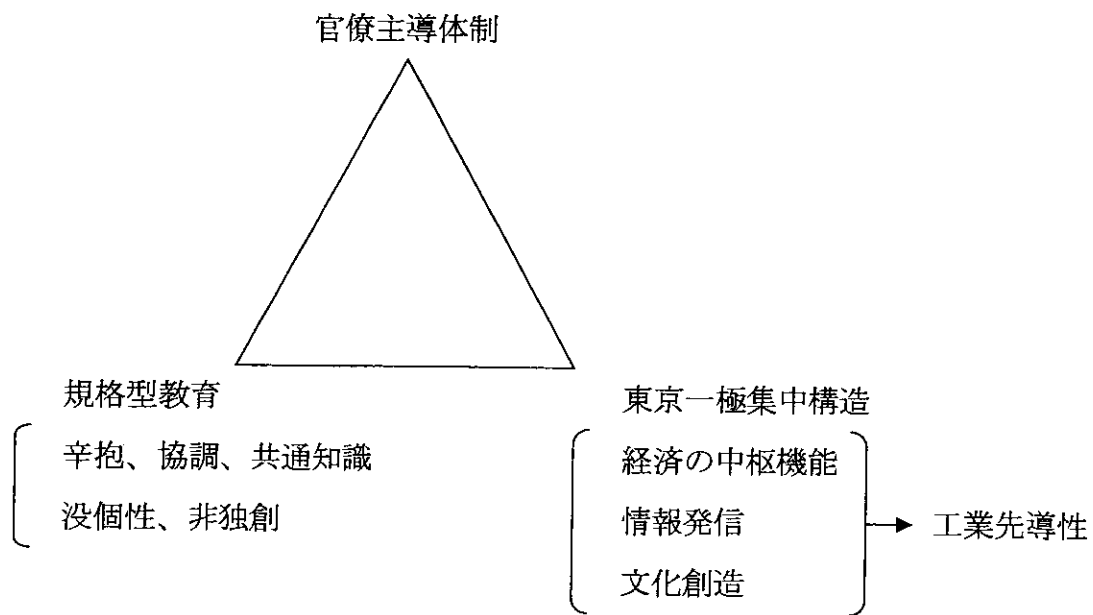 官僚主導体制
規格型教育
辛抱、協調、共通知識
没個性、非独創
東京一極集中構造
経済の中枢機能
情報発信
文化創造
工業先導性